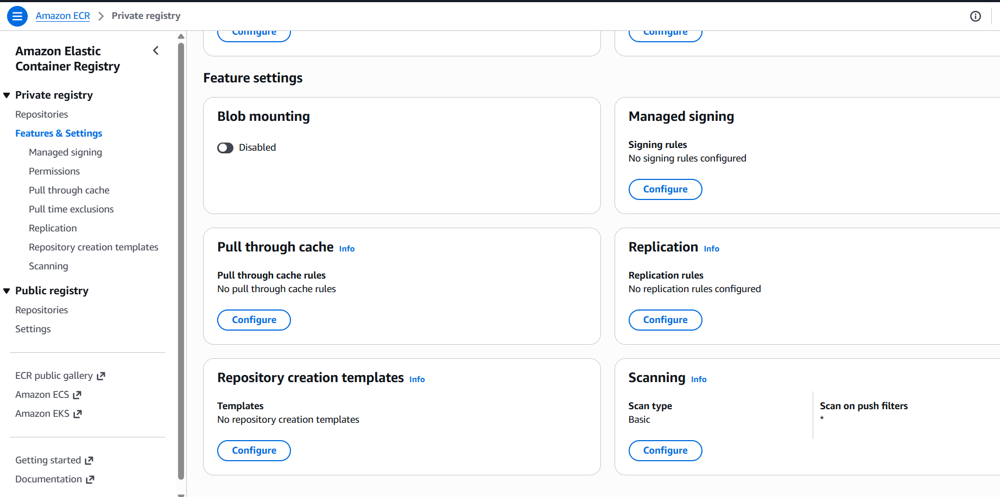 Amazon ECR > Private registry
Amazon Elastic
Container Registry
Private registry
Repositories
Features & Settings
Managed signing
Permissions
Pull through cache
Pull time exclusions
Replication
Repository creation templates
Scanning
Public registry
Repositories
Settings
ECR public gallery
Amazon ECS
Amazon EKS
Getting started
Documentation
Configure
Configure
Feature settings
Blob mounting
Disabled
Managed signing
Signing rules
No signing rules configured
Configure
Pull through cache Info
Pull through cache rules
No pull through cache rules
Configure
Replication Info
Replication rules
No replication rules configured
Configure
Repository creation templates Info
Templates
No repository creation templates
Configure
Scanning Info
Scan type
Basic
Scan on push filters
*
Configure